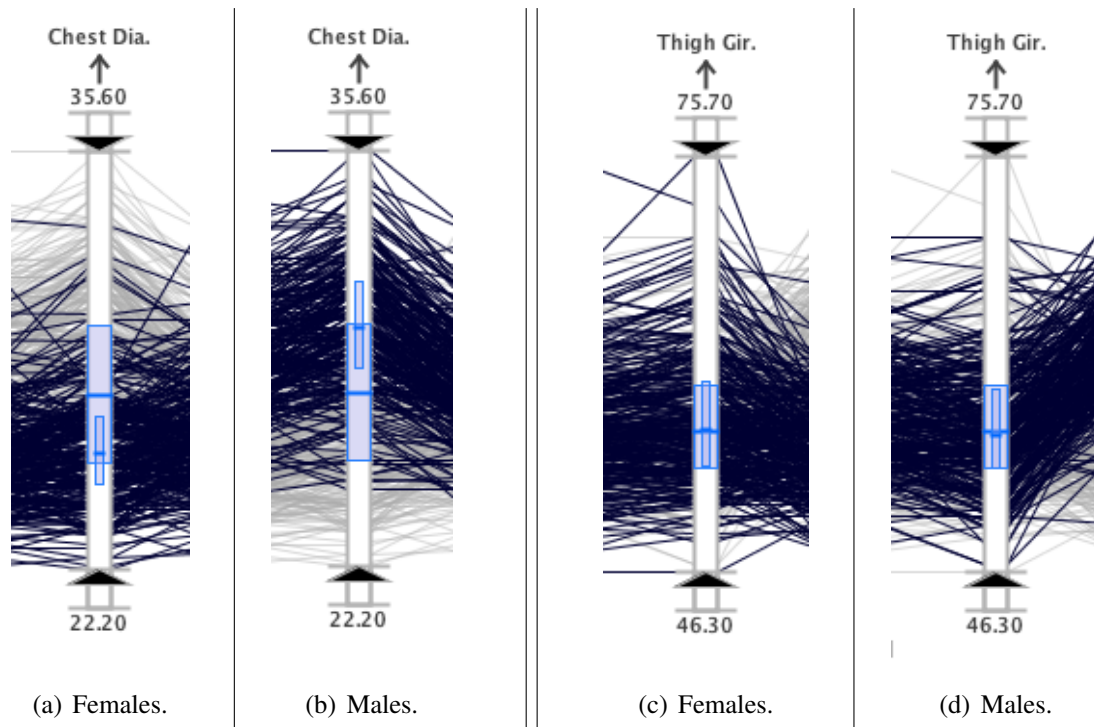 Chest Dia.
35.60
22.20
(a) Females.
Chest Dia.
35.60
22.20
(b) Males.
Thigh Gir.
75.70
46.30
(c) Females.
Thigh Gir.
75.70
46.30
(d) Males.